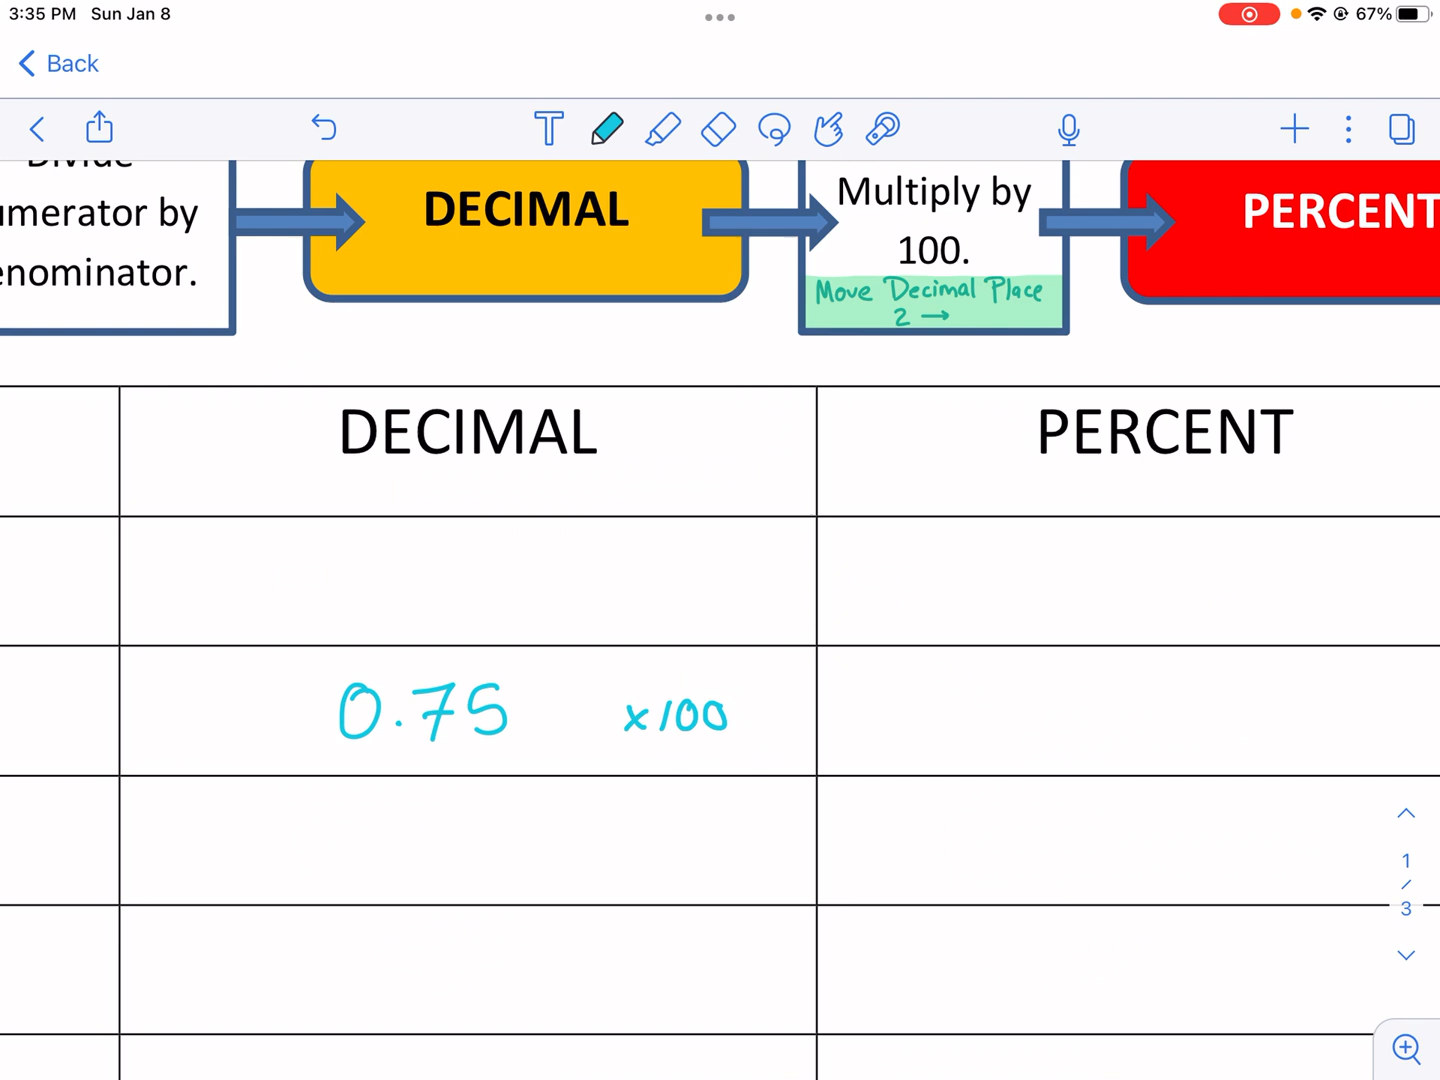 3:35 PM Sun Jan 8
67%
Back
Divide
umerator by
enominator.
DECIMAL
Multiply by
100.
Move Decimal Place
2 →
PERCENT
DECIMAL
PERCENT
0.75 x100
1
/
3